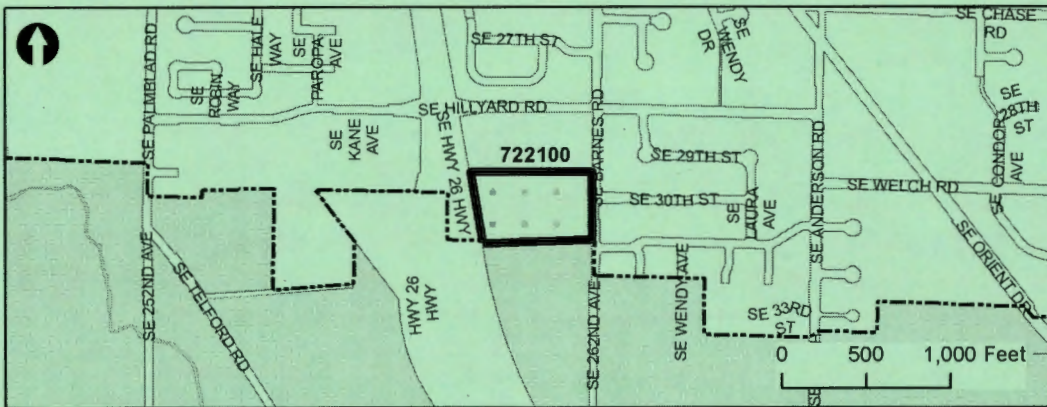 SE PALMBLAD RD
SE HALE
WAY
SE
ROBIN
WAY
SE
PAROPA
AVE
SE 27TH ST
SE
WENDY
DR
SE CHASE
RD
SE
28TH
ST
SE CONDOR
AVE
SE HILLYARD RD
SE
KANE
AVE
SE HWY 26 HWY
722100
SE BARNES RD
SE 29TH ST
SE 30TH ST
SE
LAURA
AVE
SE ANDERSON RD
SE WELCH RD
SE ORIENT DR
SE 252ND AVE
SE TELFORD RD
HWY 26
HWY
SE 262ND AVE
SE WENDY AVE
SE 33RD
ST
SE
0 500 1,000 Feet